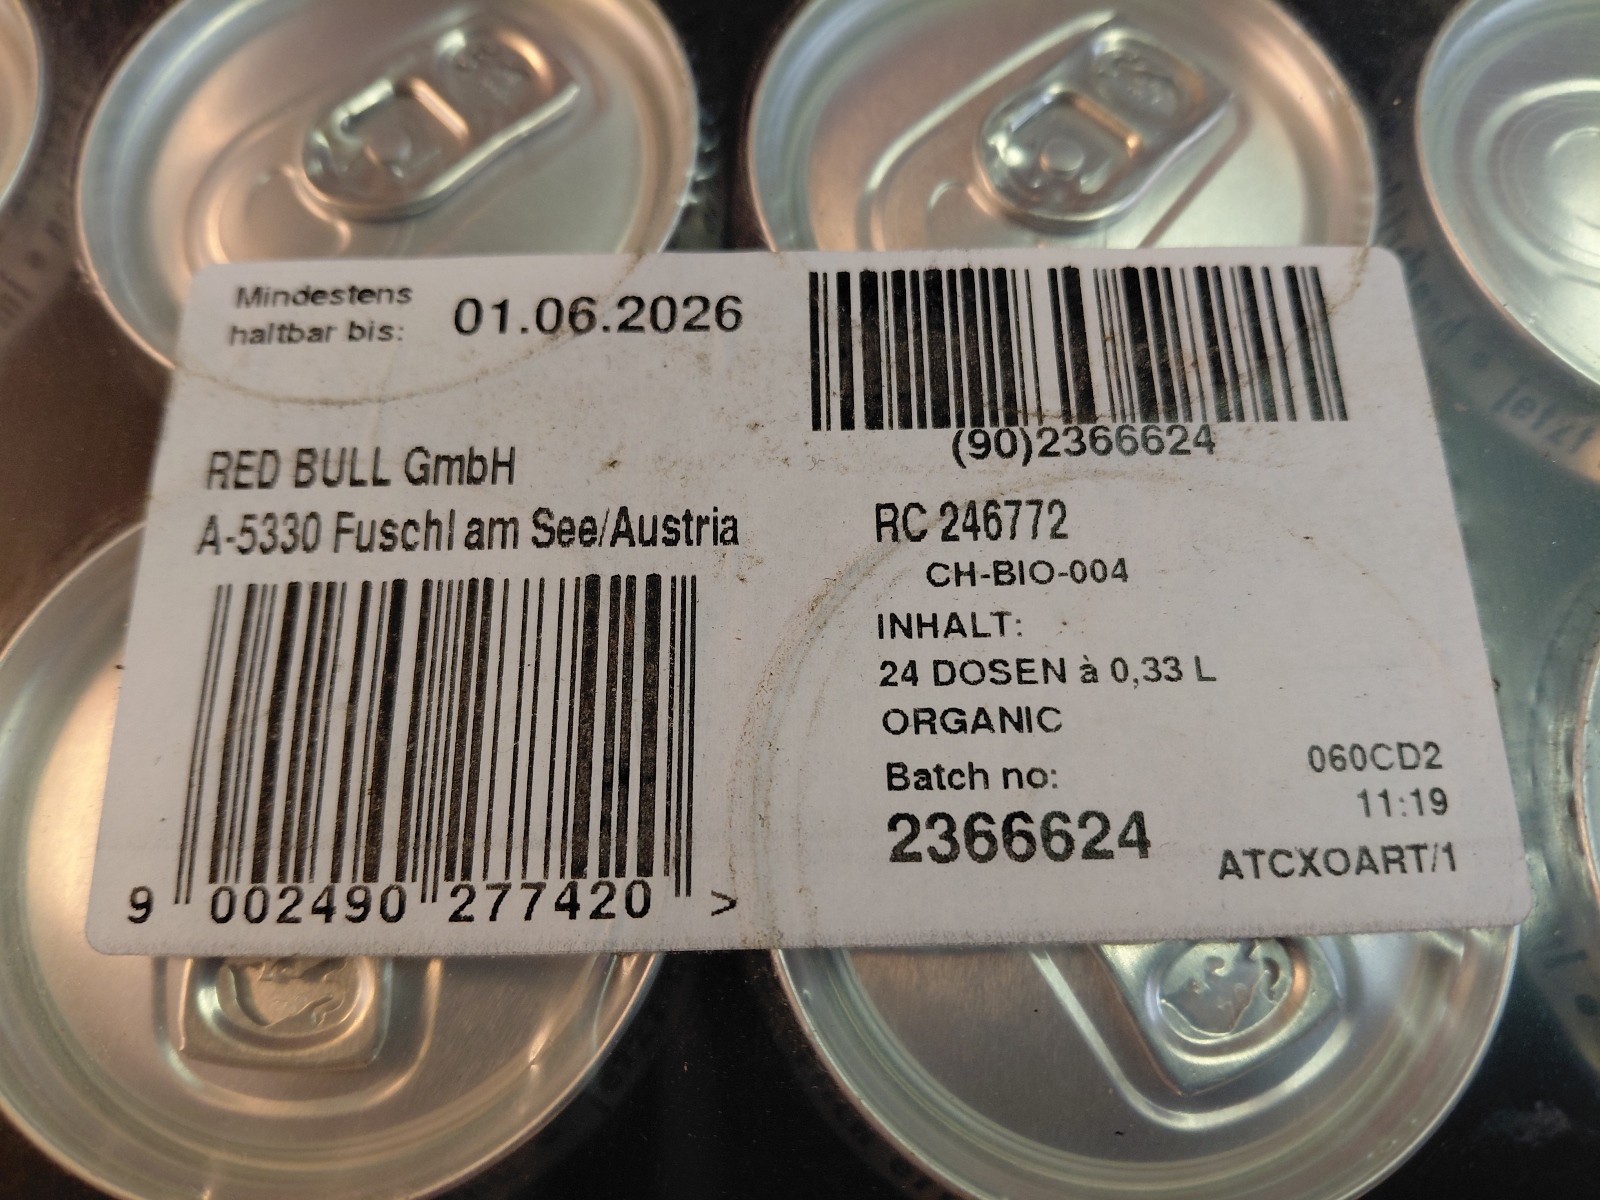 Mindestens
haltbar bis: 01.06.2026
(90)2366624
RED BULL GmbH
A-5330 Fuschl am See/Austria
9 002490 277420 >
RC 246772
CH-BIO-004
INHALT:
24 DOSEN à 0,33 L
ORGANIC
Batch no:
2366624
060CD2
11:19
ATCXOART/1